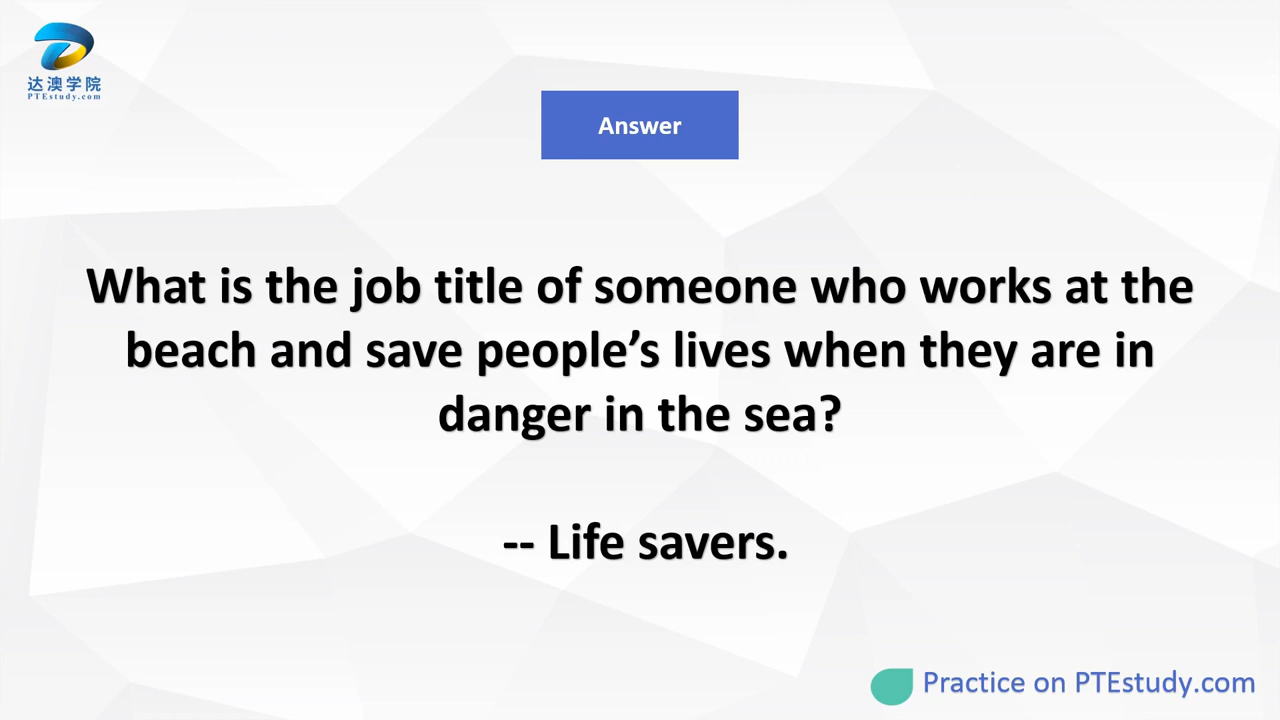 达澳学院
PTEstudy.com
Answer
What is the job title of someone who works at the
beach and save people’s lives when they are in
danger in the sea?
-- Life savers.
Practice on PTEstudy.com